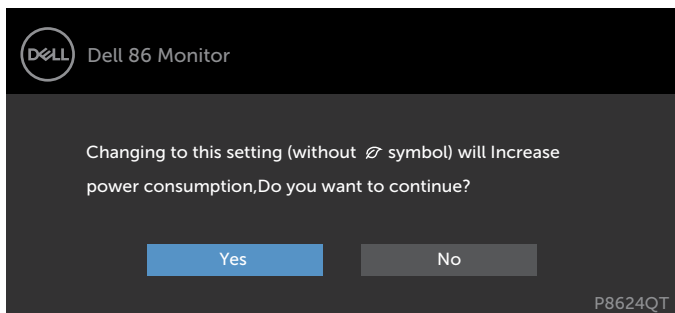 DELL
Dell 86 Monitor
Changing to this setting (without symbol) will Increase
power consumption,Do you want to continue?
Yes
No
P8624QT